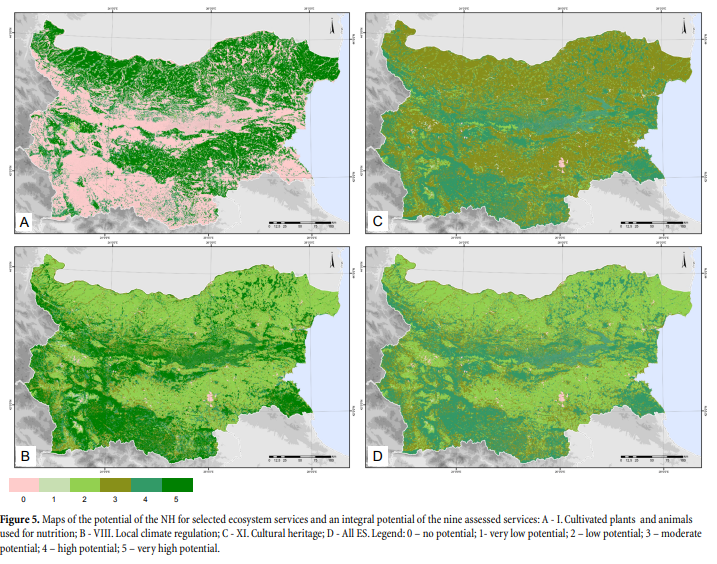 A
C
B
D
0 1 2 3 4 5
Figure 5. Maps of the potential of the NH for selected ecosystem services and an integral potential of the nine assessed services: A - I. Cultivated plants and animals
used for nutrition; B - VIII. Local climate regulation; C - XI. Cultural heritage; D - All ES. Legend: 0 – no potential; 1- very low potential; 2 – low potential; 3 – moderate
potential; 4 – high potential; 5 – very high potential.